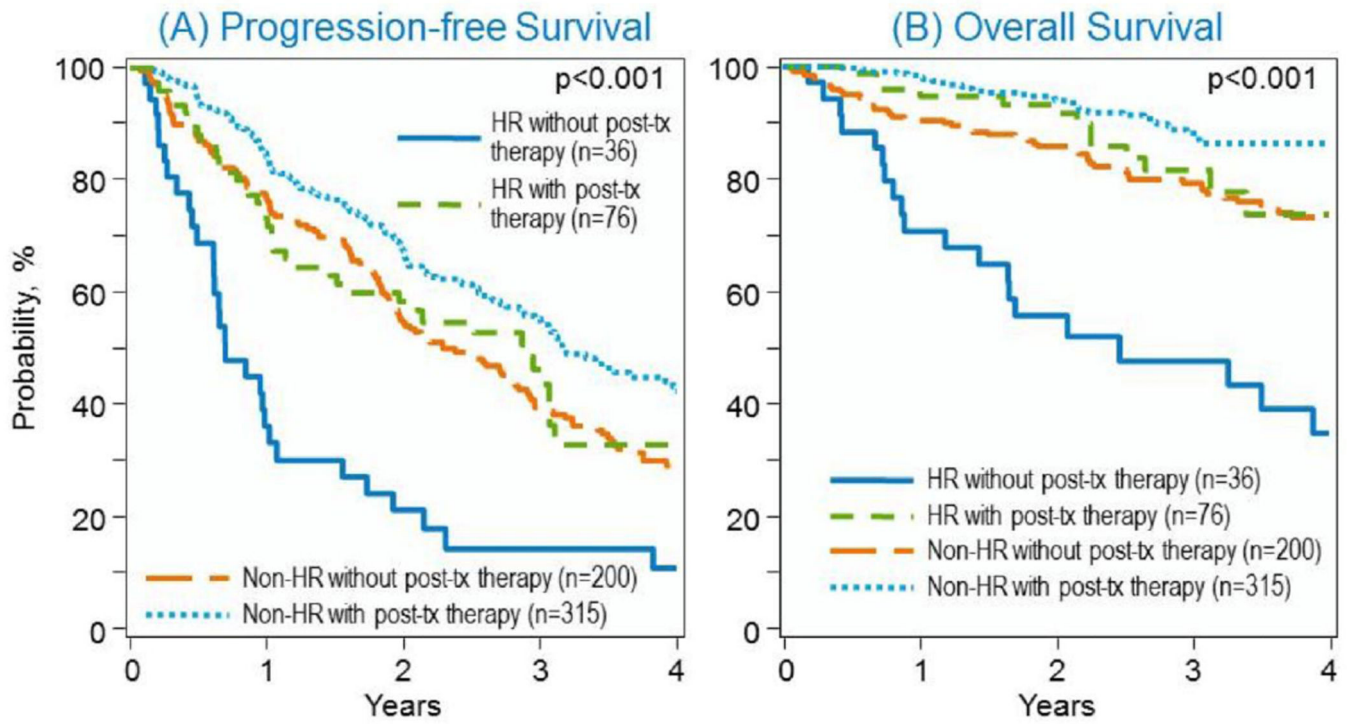 (A) Progression-free Survival
p<0.001
HR without post-tx
therapy (n=36)
HR with post-tx
therapy (n=76)
Non-HR without post-tx therapy (n=200)
Non-HR with post-tx therapy (n=315)
Probability, %
100
80
60
40
20
0
0 1 2 3 4
Years
(B) Overall Survival
p<0.001
HR without post-tx therapy (n=36)
HR with post-tx therapy (n=76)
Non-HR without post-tx therapy (n=200)
Non-HR with post-tx therapy (n=315)
100
80
60
40
20
0
0 1 2 3 4
Years